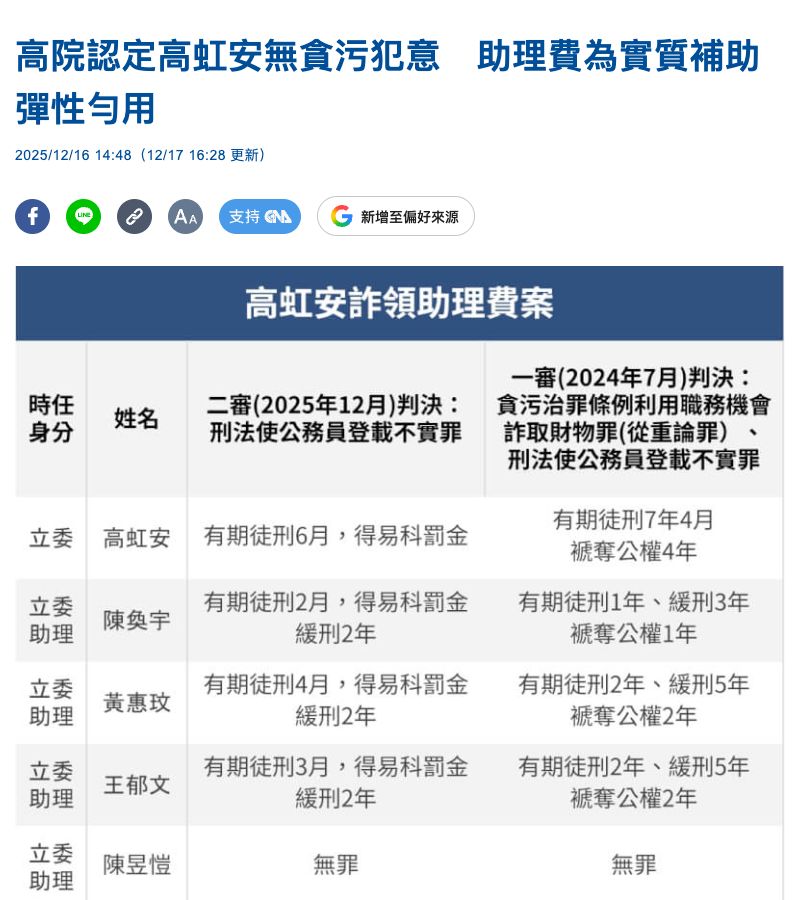 高院認定高虹安無貪污犯意　助理費為實質補助
彈性勻用
2025/12/16 14:48（12/17 16:28 更新）
f LINE AA 支持 CNA G 新增至偏好來源
高虹安詐領助理費案
時任
身分
姓名
二審(2025年12月)判決：
刑法使公務員登載不實罪
一審(2024年7月)判決：
貪污治罪條例利用職務機會
詐取財物罪(從重論罪）、
刑法使公務員登載不實罪
立委
高虹安
有期徒刑6月，得易科罰金
有期徒刑7年4月
褫奪公權4年
立委
助理
陳奐宇
有期徒刑2月，得易科罰金
緩刑2年
有期徒刑1年、緩刑3年
褫奪公權1年
立委
助理
黃惠玟
有期徒刑4月，得易科罰金
緩刑2年
有期徒刑2年、緩刑5年
褫奪公權2年
立委
助理
王郁文
有期徒刑3月，得易科罰金
緩刑2年
有期徒刑2年、緩刑5年
褫奪公權2年
立委
助理
陳昱愷
無罪
無罪